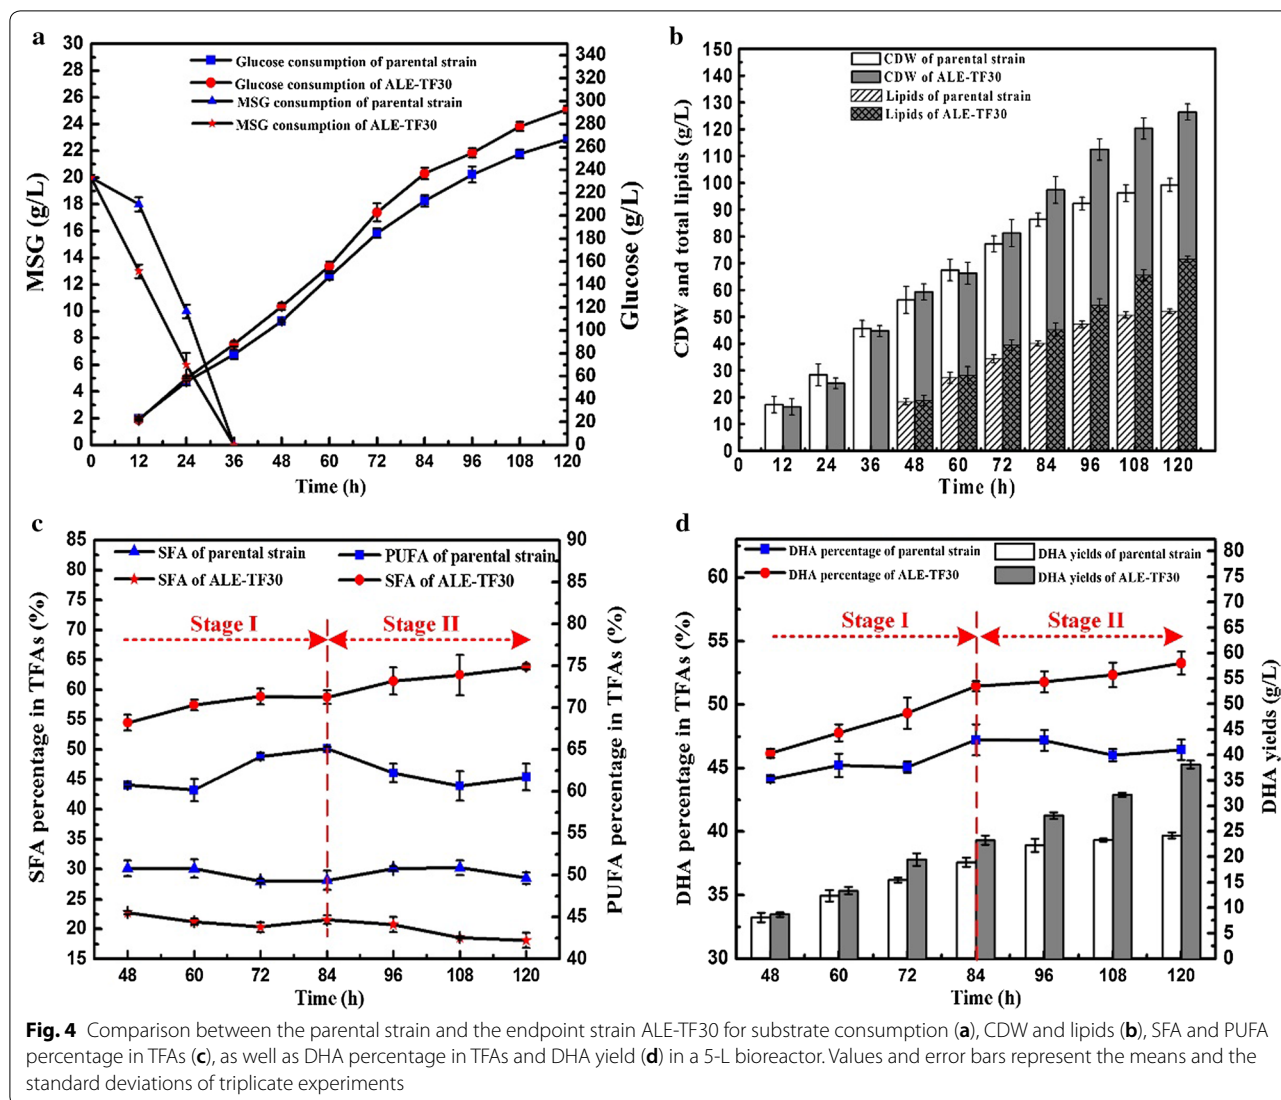 a
30
28
26
24
22
20
18
16
14
12
10
8
6
4
2
0
MSG (g/L)
Glucose consumption of parental strain
Glucose consumption of ALE-TF30
MSG consumption of parental strain
MSG consumption of ALE-TF30
340
320
300
280
260
240
220
200
180
160
140
120
100
80
60
40
20
0
Glucose (g/L)
0 12 24 36 48 60 72 84 96 108 120
Time (h)
b
150
140
130
120
110
100
90
80
70
60
50
40
30
20
10
0
CDW and total lipids (g/L)
CDW of parental strain
CDW of ALE-TF30
Lipids of parental strain
Lipids of ALE-TF30
0 12 24 36 48 60 72 84 96 108 120
Time (h)
c
85
80
75
70
65
60
55
50
45
40
35
30
25
20
15
SFA percentage in TFAs (%)
SFA of parental strain PUFA of parental strain
SFA of ALE-TF30 SFA of ALE-TF30
Stage I Stage II
90
85
80
75
70
65
60
55
50
45
40
PUFA percentage in TFAs (%)
48 60 72 84 96 108 120
Time (h)
d
60
55
50
45
40
35
30
DHA percentage in TFAs (%)
DHA percentage of parental strain DHA yields of parental strain
DHA percentage of ALE-TF30 DHA yields of ALE-TF30
Stage I Stage II
80
75
70
65
60
55
50
45
40
35
30
25
20
15
10
5
0
DHA yields (g/L)
48 60 72 84 96 108 120
Time (h)
Fig. 4 Comparison between the parental strain and the endpoint strain ALE-TF30 for substrate consumption (a), CDW and lipids (b), SFA and PUFA
percentage in TFAs (c), as well as DHA percentage in TFAs and DHA yield (d) in a 5-L bioreactor. Values and error bars represent the means and the
standard deviations of triplicate experiments